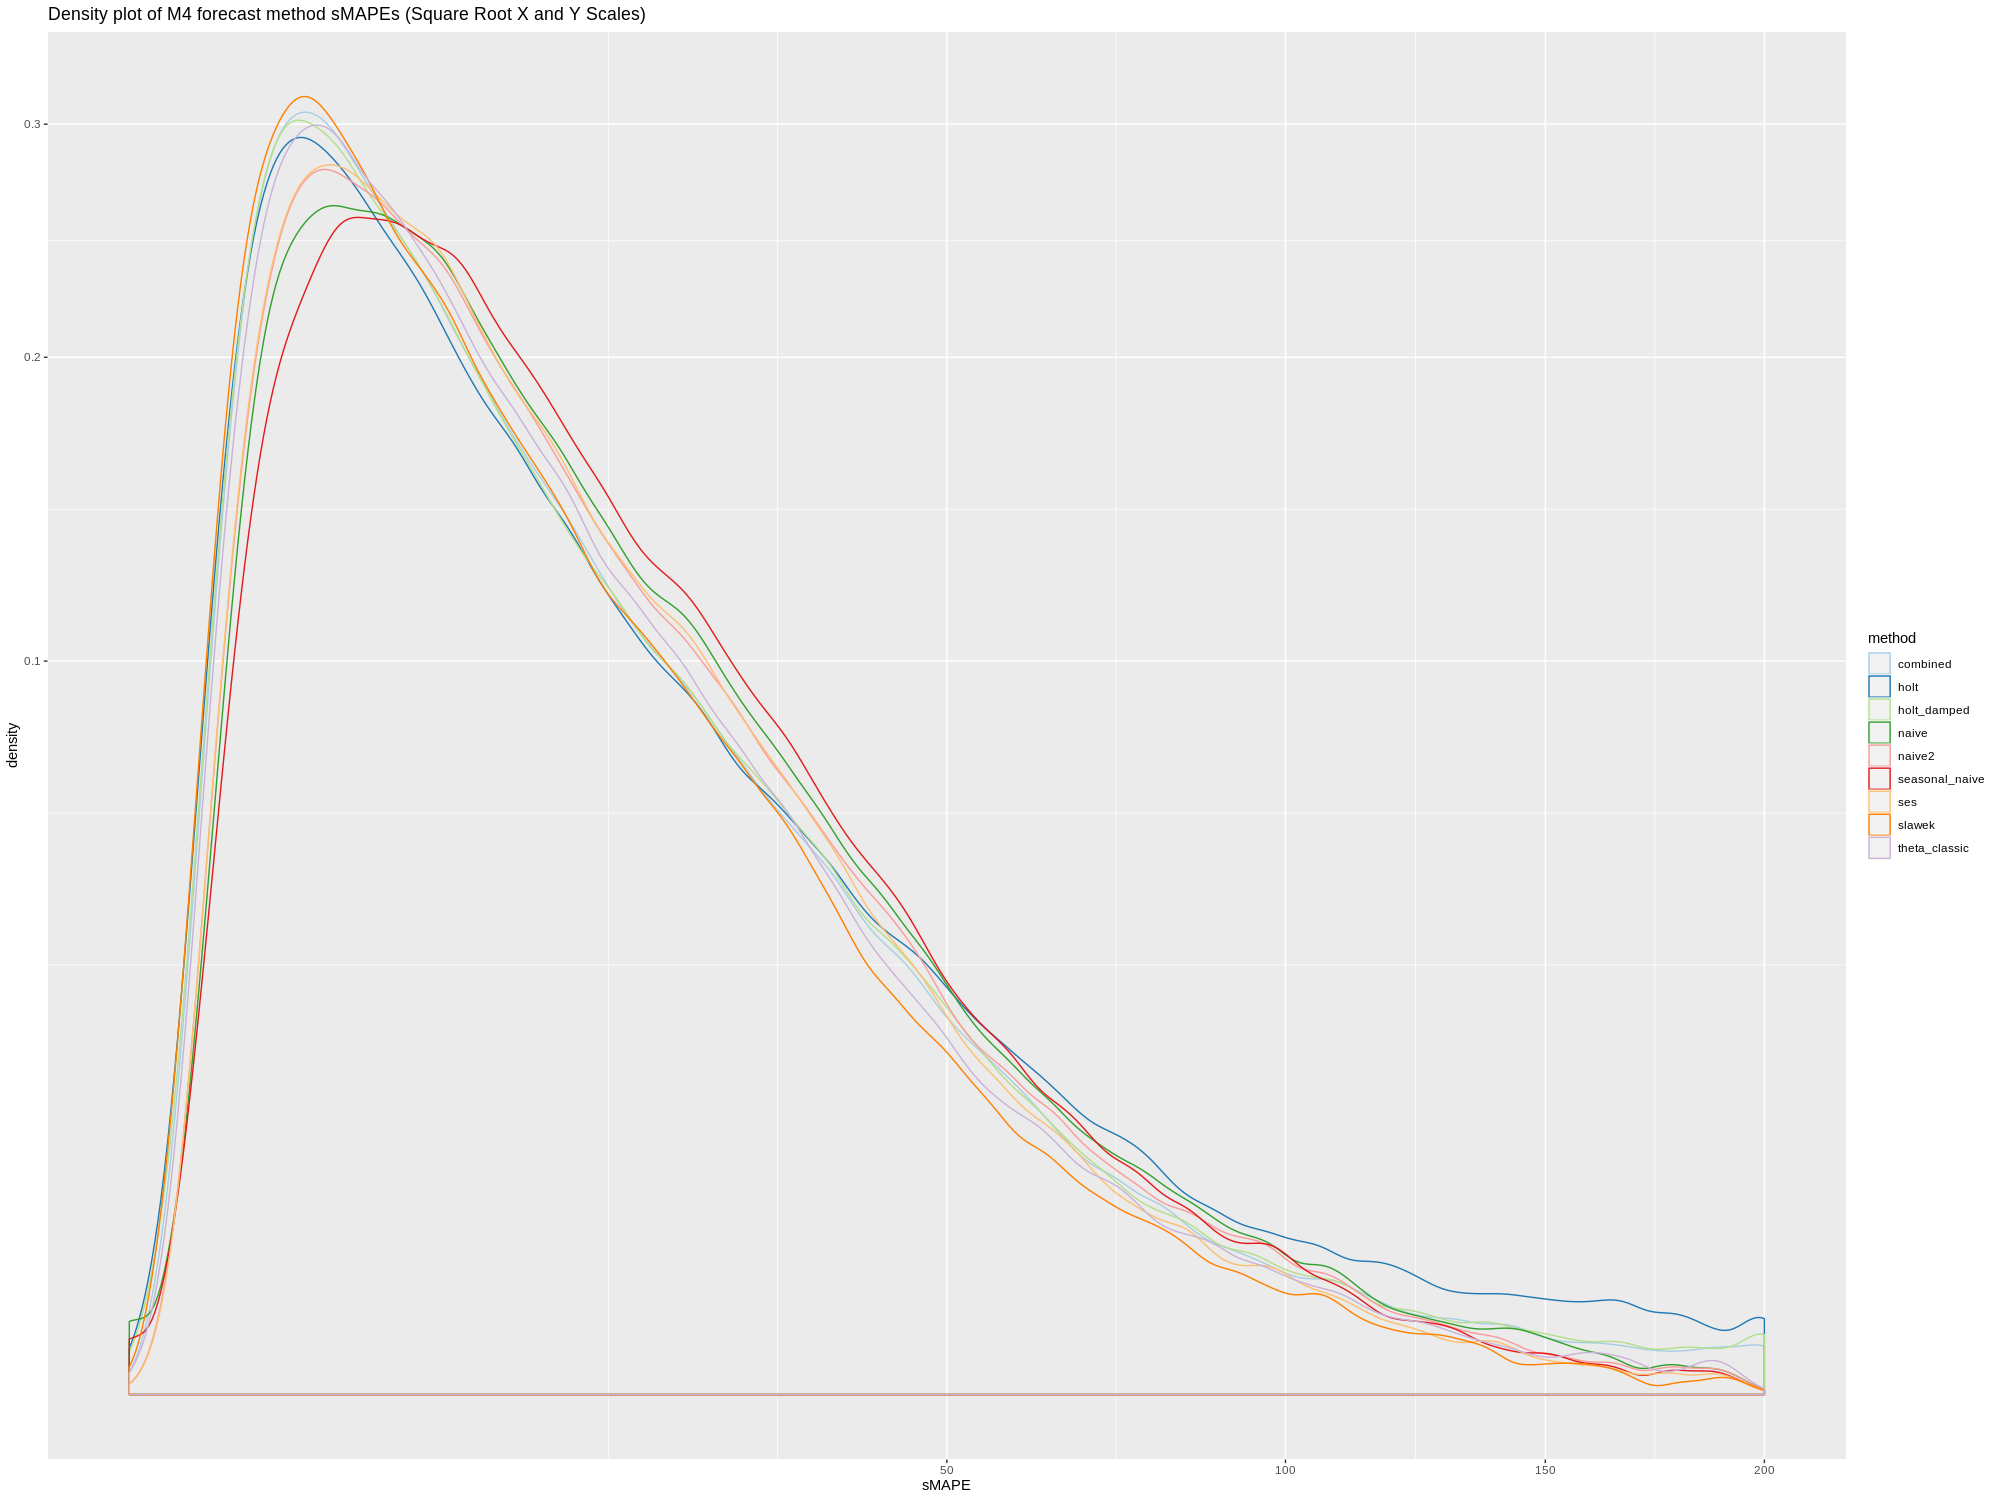 Density plot of M4 forecast method sMAPEs (Square Root X and Y Scales)
0.3
0.2
0.1
density
50
100
150
200
sMAPE
method
combined
holt
holt_damped
naive
naive2
seasonal_naive
ses
slawek
theta_classic